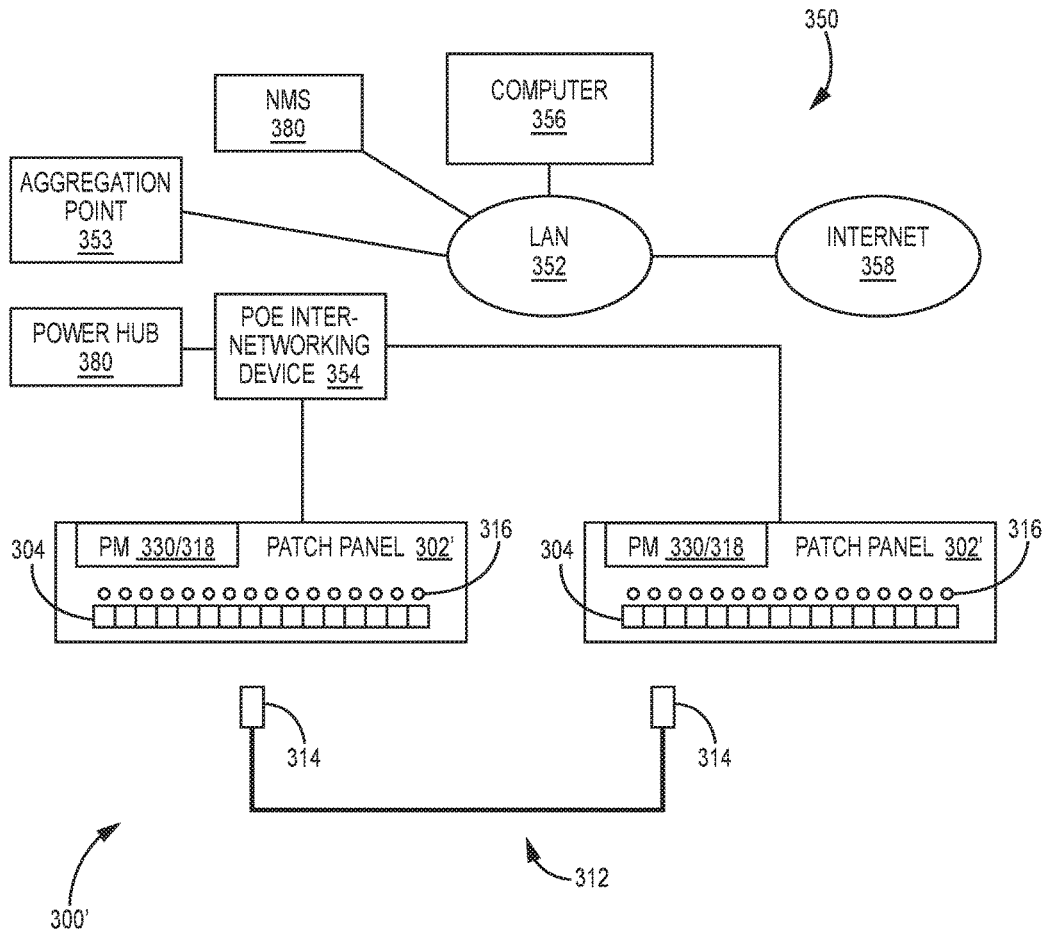 350
COMPUTER
356
NMS
380
AGGREGATION
POINT
353
LAN
352
INTERNET
358
POWER HUB
380
POE INTER-
NETWORKING
DEVICE 354
304
PM 330/318
PATCH PANEL 302'
316
304
PM 330/318
PATCH PANEL 302'
316
314
314
312
300'